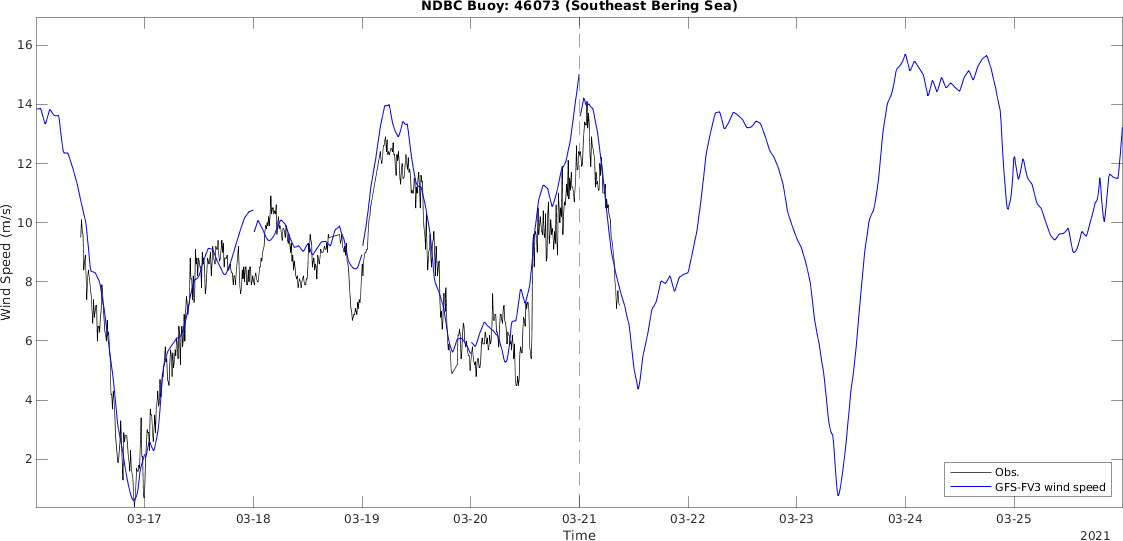 NDBC Buoy: 46073 (Southeast Bering Sea)
Wind Speed (m/s)
16
14
12
10
8
6
4
2
Obs.
GFS-FV3 wind speed
03-17 03-18 03-19 03-20 03-21 03-22 03-23 03-24 03-25
Time
2021